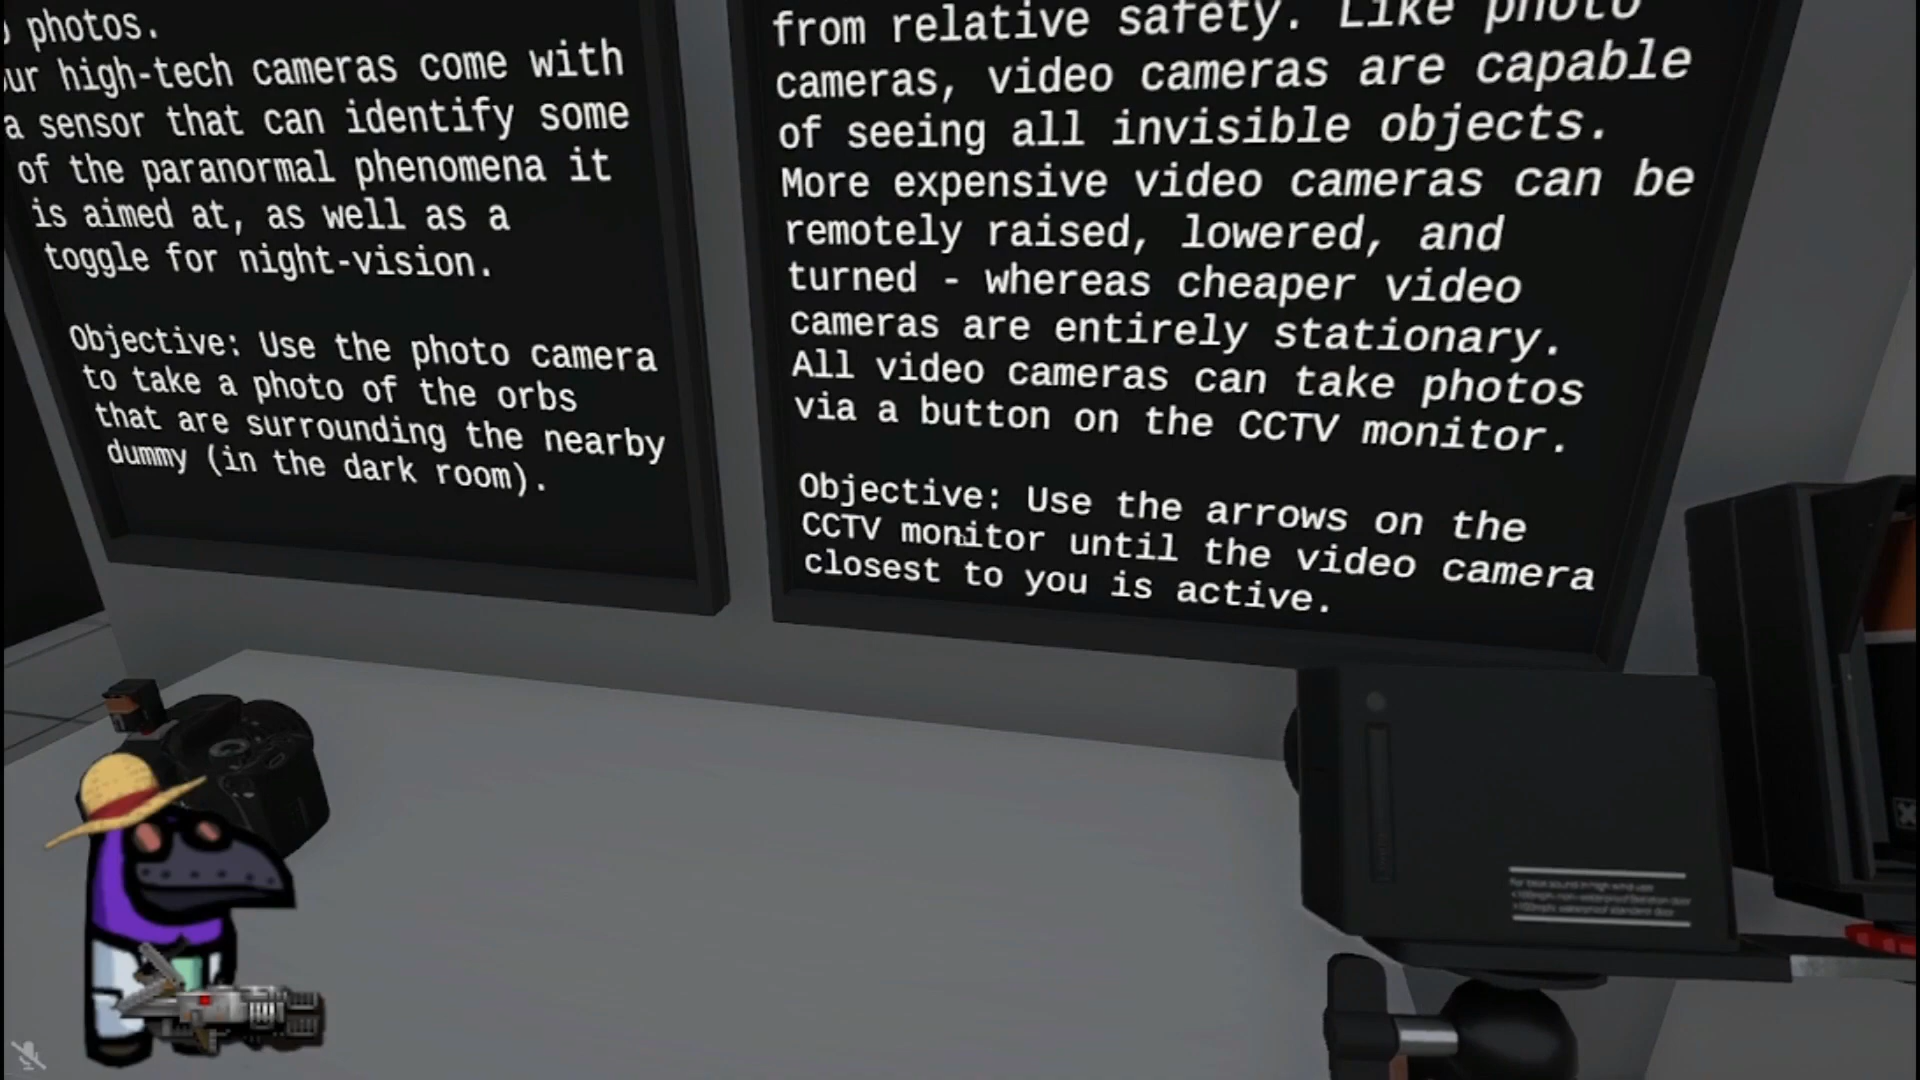 photos.
ur high-tech cameras come with
a sensor that can identify some
of the paranormal phenomena it
is aimed at, as well as a
toggle for night-vision.
Objective: Use the photo camera
to take a photo of the orbs
that are surrounding the nearby
dummy (in the dark room).
from relative safety. Like photo
cameras, video cameras are capable
of seeing all invisible objects.
More expensive video cameras can be
remotely raised, lowered, and
turned - whereas cheaper video
cameras are entirely stationary.
All video cameras can take photos
via a button on the CCTV monitor.
Objective: Use the arrows on the
CCTV monitor until the video camera
closest to you is active.